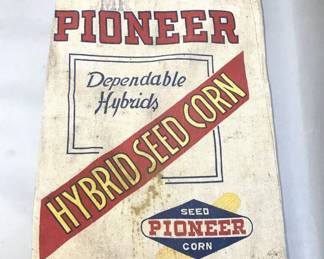 PIONEER
Dependable
Hybrids
HYBRID SEED CORN
SEED
PIONEER
CORN